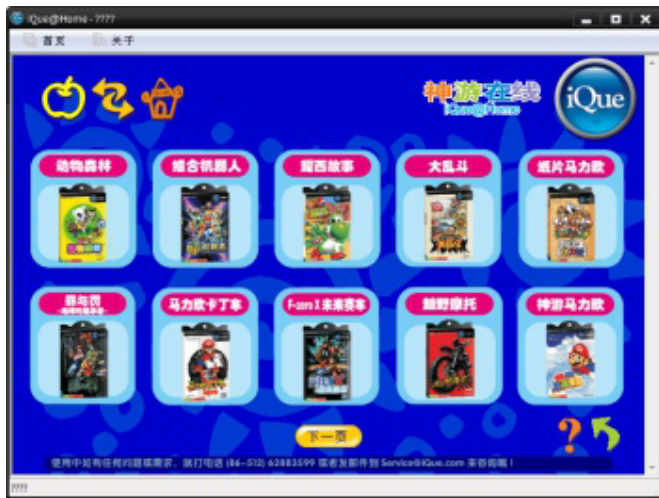 iQue@Home - ????
首页 关于
神游在线
iQue@Home
iQue
动物森林
组合机器人
耀西故事
大乱斗
纸片马力欧
罪与罚
马力欧卡丁车
F-zero X 未来赛车
越野摩托
神游马力欧
下一页
使用中如有任何问题或需求，就打电话 (86-512) 62883599 或者发邮件到 Service@iQue.com 来咨询哦！
????